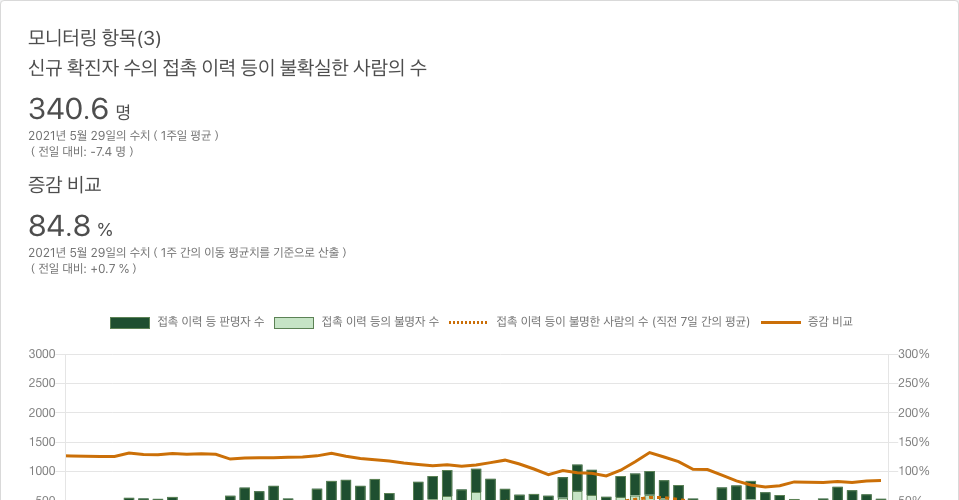 모니터링 항목(3)
신규 확진자 수의 접촉 이력 등이 불확실한 사람의 수
340.6 명
2021년 5월 29일의 수치 ( 1주일 평균 )
( 전일 대비: -7.4 명 )
증감 비교
84.8 %
2021년 5월 29일의 수치 ( 1주 간의 이동 평균치를 기준으로 산출 )
( 전일 대비: +0.7 % )
접촉 이력 등 판명자 수 접촉 이력 등의 불명자 수 접촉 이력 등이 불명한 사람의 수 (직전 7일 간의 평균) 증감 비교
3000 300%
2500 250%
2000 200%
1500 150%
1000 100%
500 50%